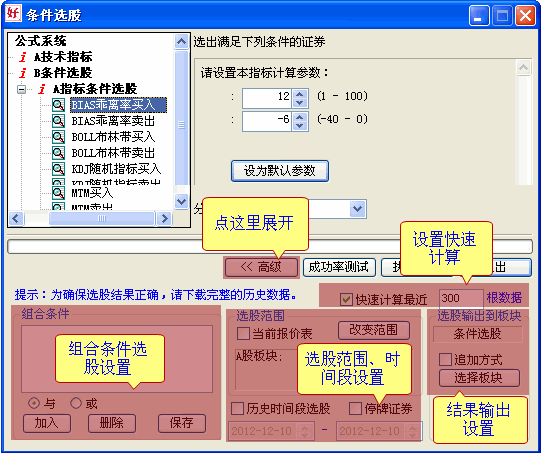 好 条件选股
公式系统
选出满足下列条件的证券
i A技术指标
i B条件选股
A指标条件选股
BIAS乖离率买入
BIAS乖离率卖出
BOLL布林带买入
BOLL布林带卖出
KDJ随机指标买入
KDJ随机指标卖出
MTM买入
MTM卖出
请设置本指标计算参数:
: 12 (1 - 100)
: -6 (-40 - 0)
设为默认参数
点这里展开
设置快速
计算
<< 高级
成功率测试
出
提示:为确保选股结果正确,请下载完整的历史数据。
快速计算最近 300 根数据
组合条件
选股范围
选股输出到板块
当前报价表
改变范围
条件选股
A股板块;
追加方式
选择板块
组合条件选
股设置
选股范围、时
间段设置
结果输出
设置
与 或
加入
删除
保存
历史时间段选股
停牌证券
2012-12-10 - 2012-12-10